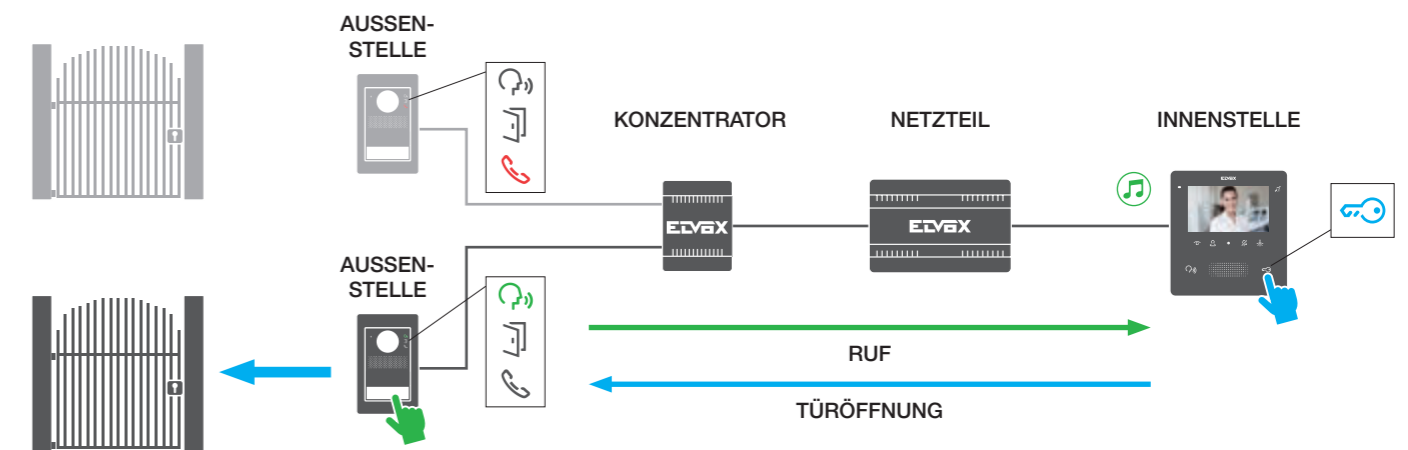 AUSSEN-
STELLE
KONZENTRATOR
NETZTEIL
INNENSTELLE
ELVOX
ELVOX
ELVOX
AUSSEN-
STELLE
RUF
TÜRÖFFNUNG